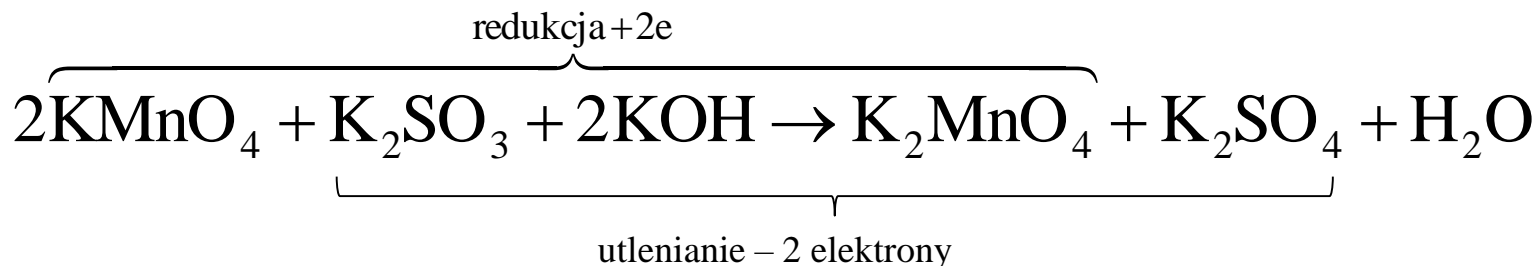 redukcja+2e
2KMnO₄ + K₂SO₃ + 2KOH → K₂MnO₄ + K₂SO₄ + H₂O
utlenianie – 2 elektrony